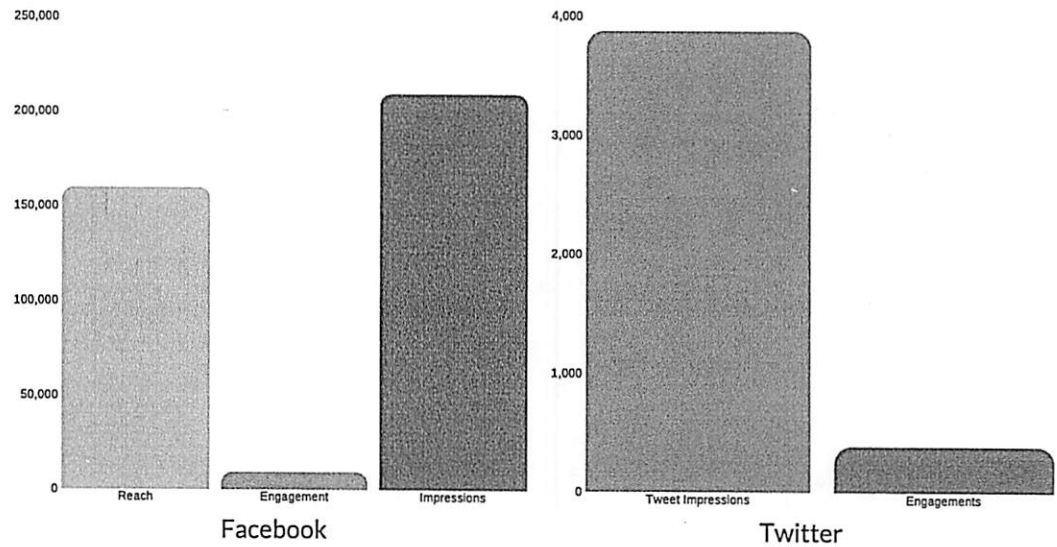 250,000
200,000
150,000
100,000
50,000
0
Reach Engagement Impressions
Facebook
4,000
3,000
2,000
1,000
0
Tweet Impressions Engagements
Twitter